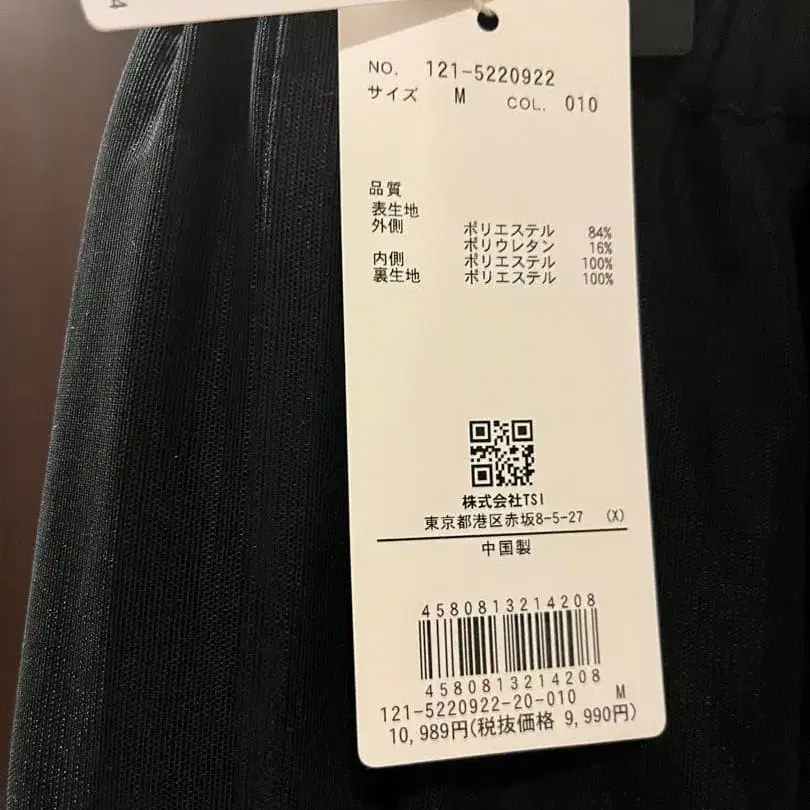 4
NO. 121-5220922
サイズ M COL. 010
品質
表生地
外側 ポリエステル 84%
ポリウレタン 16%
内側 ポリエステル 100%
裏生地 ポリエステル 100%
株式会社TSI
東京都港区赤坂8-5-27 (X)
中国製
4580813214208
4580813214208
121-5220922-20-010 M
10,989円(税抜価格 9,990円)